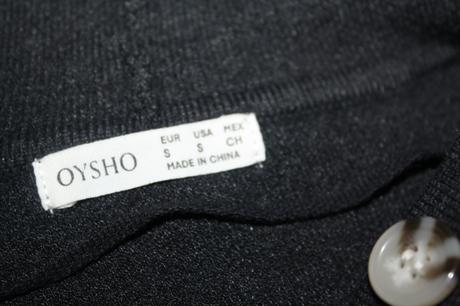 OYSHO
EUR USA MEX
S S CH
MADE IN CHINA